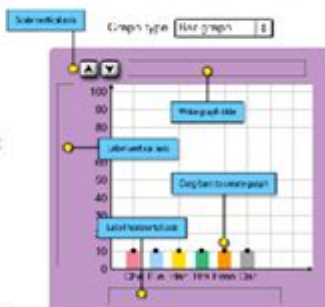 Scale vertical axis
Graph type Bar graph
Write graph title
100
90
80
Label vertical axis
60
50
Drag bars to create graph
40
30
Label horizontal axis
20
10
0